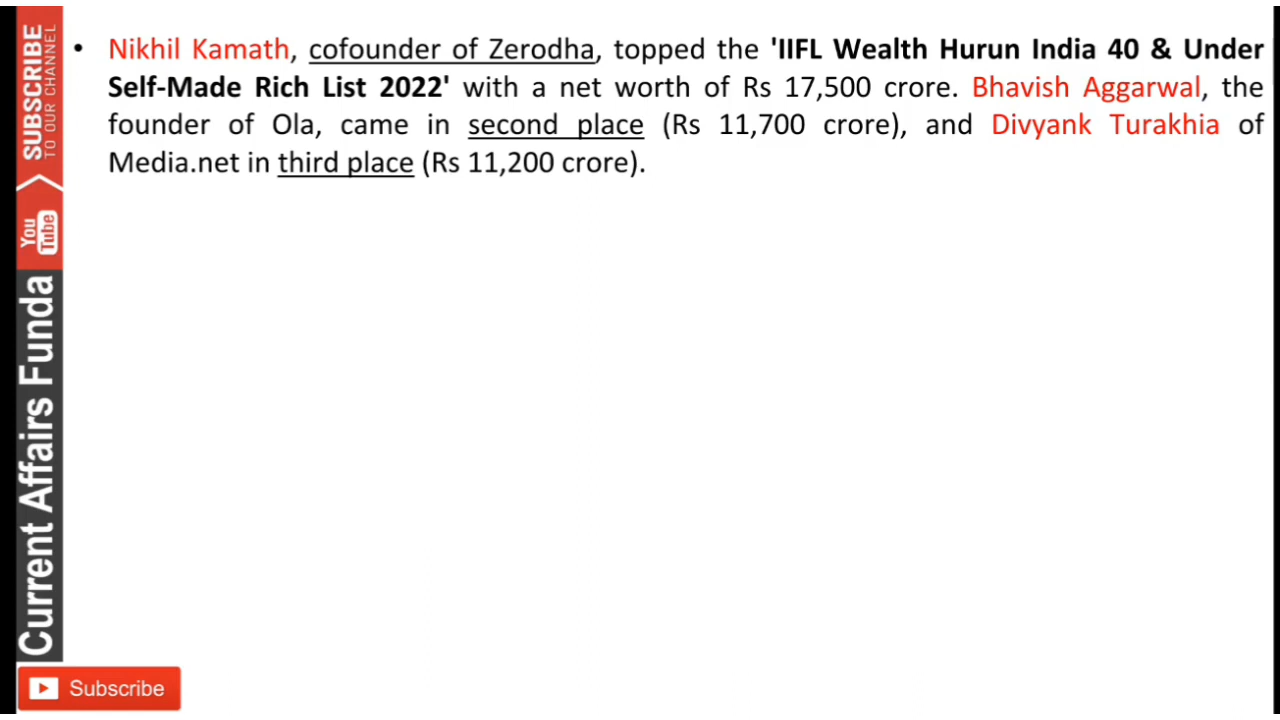 • Nikhil Kamath, cofounder of Zerodha, topped the 'IIFL Wealth Hurun India 40 & Under
Self-Made Rich List 2022' with a net worth of Rs 17,500 crore. Bhavish Aggarwal, the
founder of Ola, came in second place (Rs 11,700 crore), and Divyank Turakhia of
Media.net in third place (Rs 11,200 crore).
SUBSCRIBE
TO OUR CHANNEL
You
Tube
Current Affairs Funda
Subscribe